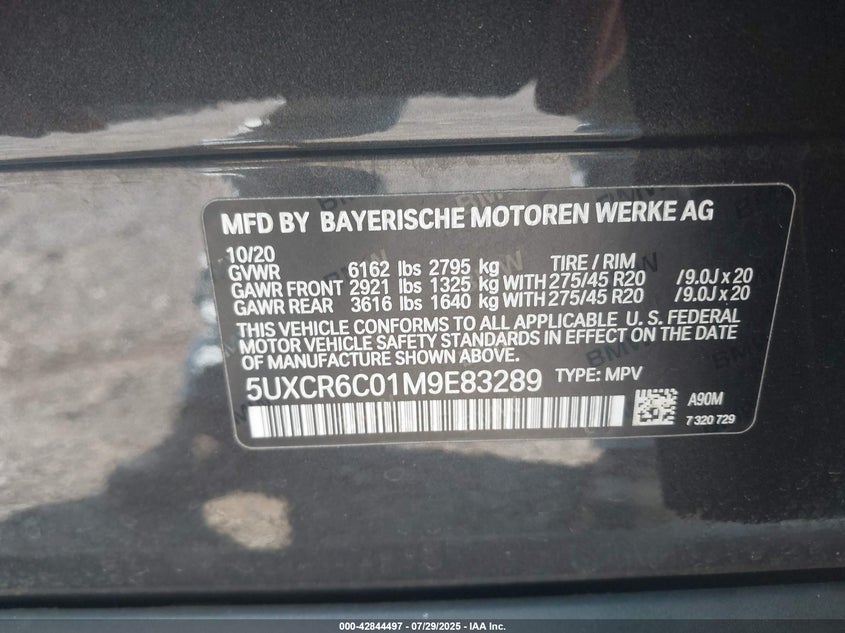 MFD BY BAYERISCHE MOTOREN WERKE AG
10/20
GVWR 6162 lbs 2795 kg TIRE / RIM
GAWR FRONT 2921 lbs 1325 kg WITH 275/45 R20 /9.0J x 20
GAWR REAR 3616 lbs 1640 kg WITH 275/45 R20 /9.0J x 20
THIS VEHICLE CONFORMS TO ALL APPLICABLE U. S. FEDERAL
MOTOR VEHICLE SAFETY STANDARDS IN EFFECT ON THE DATE
OF MANUFACTURE SHOWN ABOVE.
5UXCR6C01M9E83289 TYPE: MPV
A90M
7 320 729
000-42844497 - 07/29/2025 - IAA Inc.